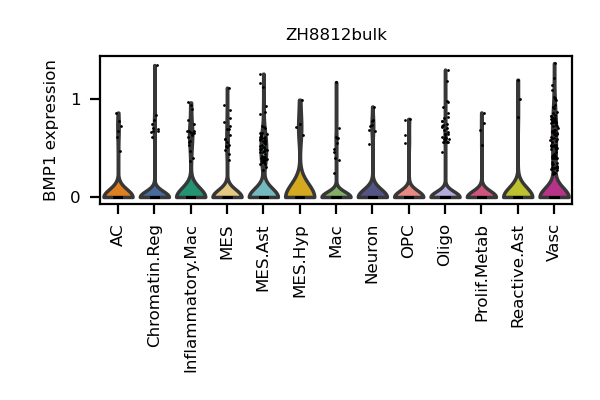 ZH8812bulk
BMP1 expression
1
0
AC
Chromatin.Reg
Inflammatory.Mac
MES
MES.Ast
MES.Hyp
Mac
Neuron
OPC
Oligo
Prolif.Metab
Reactive.Ast
Vasc